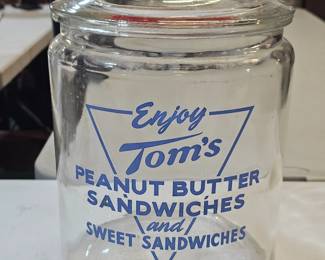 Enjoy
Tom's
PEANUT BUTTER
SANDWICHES
and
SWEET SANDWICHES